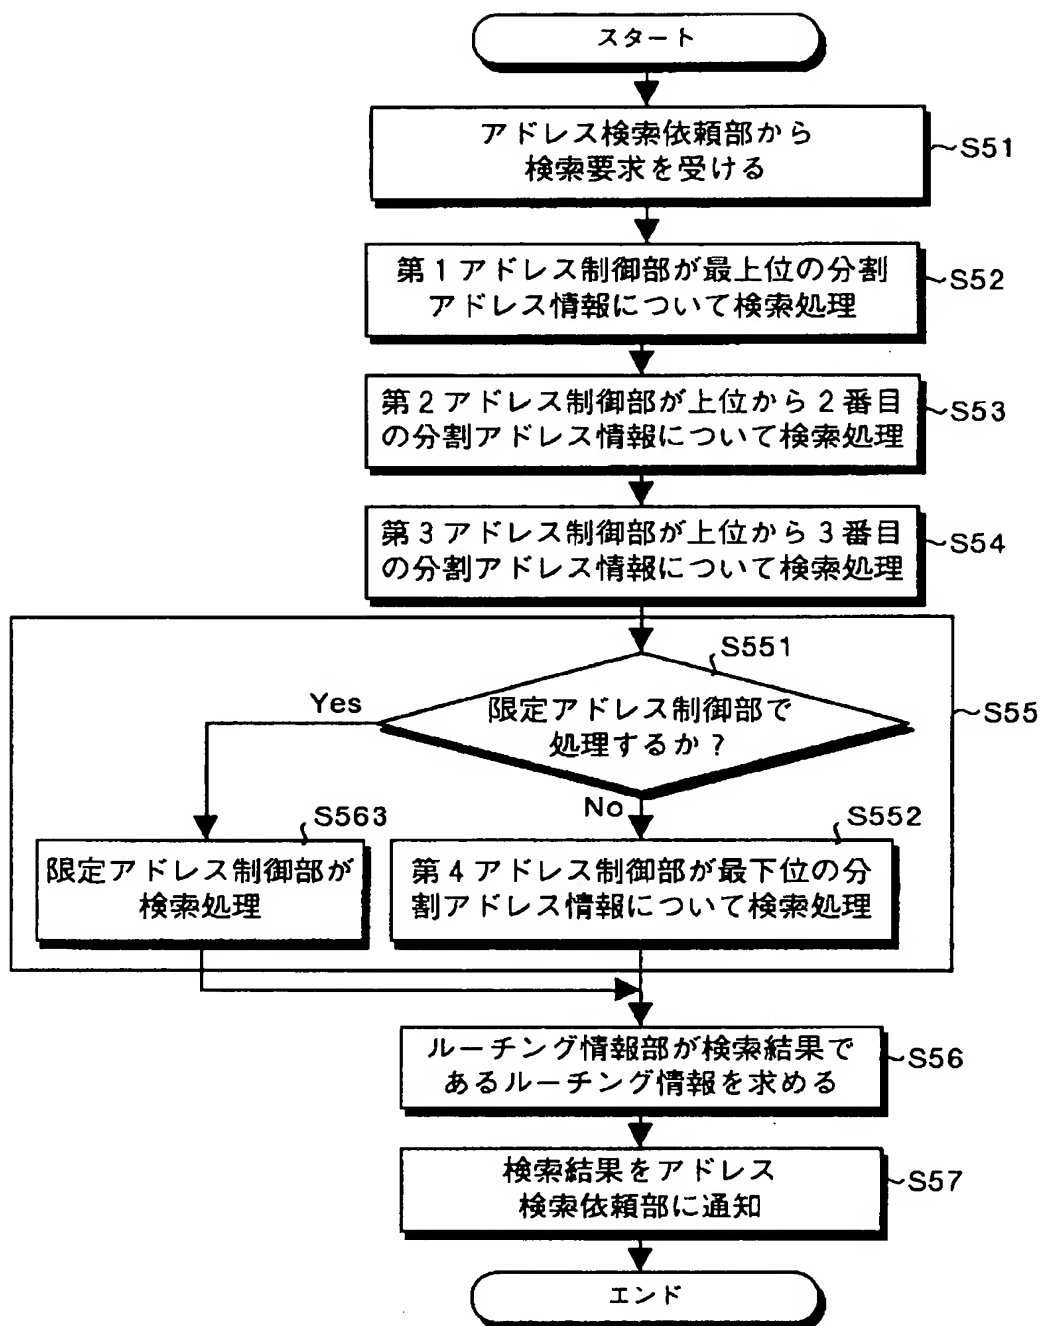 スタート
アドレス検索依頼部から
検索要求を受ける
S51
第1アドレス制御部が最上位の分割
アドレス情報について検索処理
S52
第2アドレス制御部が上位から2番目
の分割アドレス情報について検索処理
S53
第3アドレス制御部が上位から3番目
の分割アドレス情報について検索処理
S54
S551
Yes
限定アドレス制御部で
処理するか？
S55
No
S563
S552
限定アドレス制御部が
検索処理
第4アドレス制御部が最下位の分
割アドレス情報について検索処理
ルーチング情報部が検索結果で
あるルーチング情報を求める
S56
検索結果をアドレス
検索依頼部に通知
S57
エンド